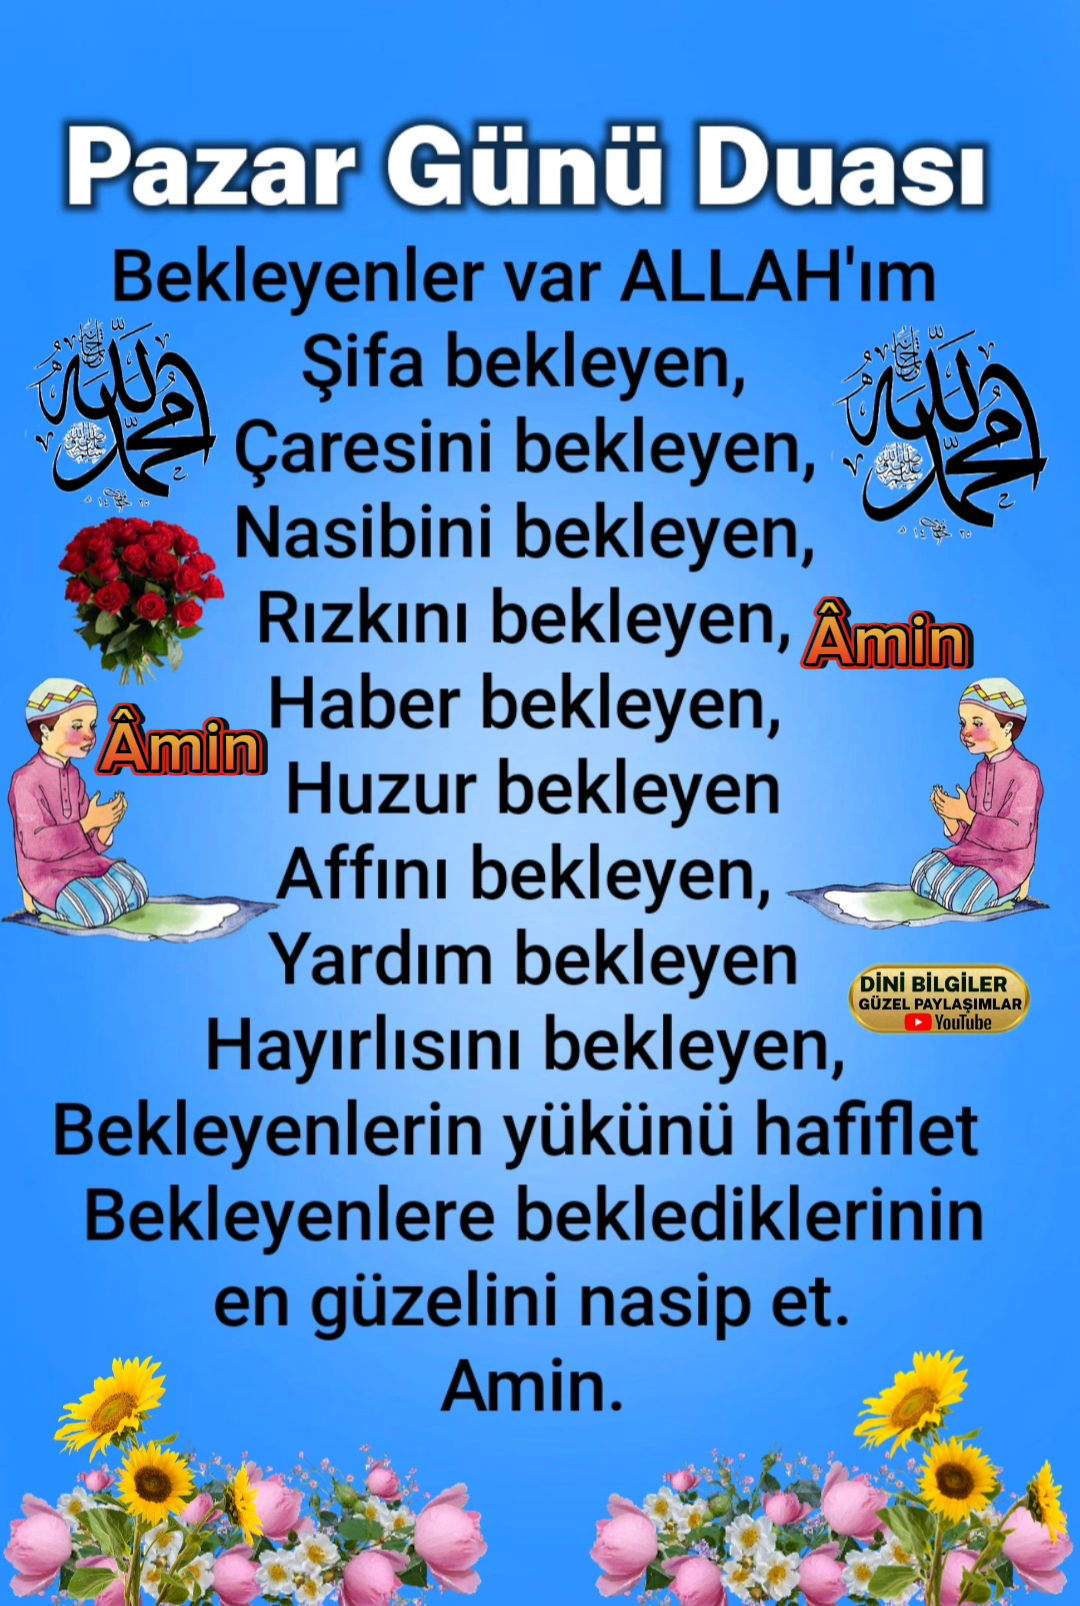 Pazar Günü Duası
Bekleyenler var ALLAH'ım
Şifa bekleyen,
Çaresini bekleyen,
Nasibini bekleyen,
Rızkını bekleyen,
Âmin
Haber bekleyen,
Âmin
Huzur bekleyen
Affını bekleyen,
Yardım bekleyen
DİNİ BİLGİLER
GÜZEL PAYLAŞIMLAR
YouTube
Hayırlısını bekleyen,
Bekleyenlerin yükünü hafiflet
Bekleyenlere beklediklerinin
en güzelini nasip et.
Amin.